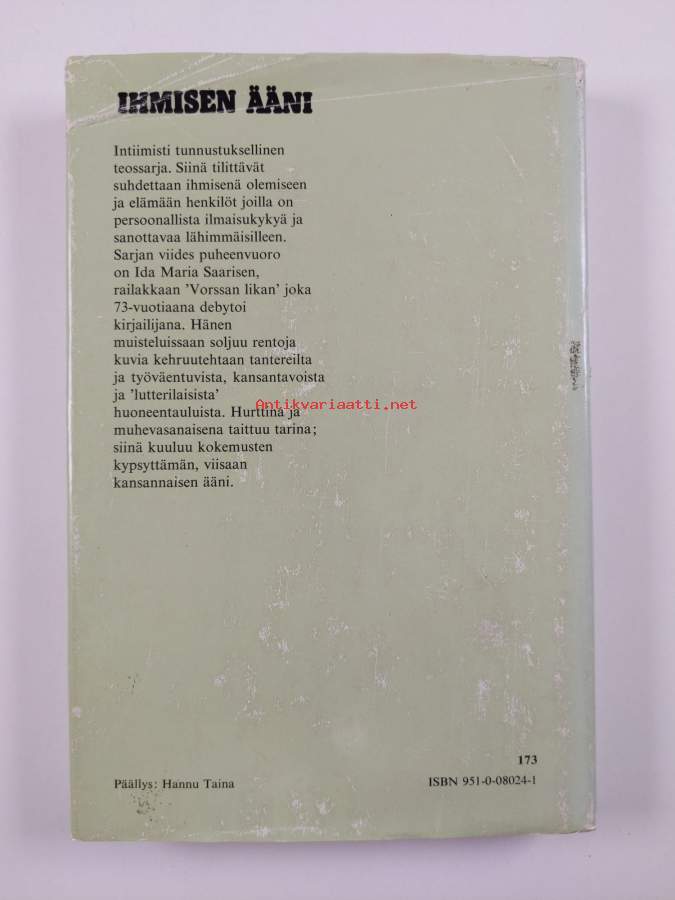 IHMISEN ÄÄNI
Intiimisti tunnustuksellinen
teossarja. Siinä tilittävät
suhdettaan ihmisenä olemiseen
ja elämään henkilöt joilla on
persoonallista ilmaisukykyä ja
sanottavaa lähimmäisilleen.
Sarjan viides puheenvuoro
on Ida Maria Saarisen,
railakkaan 'Vorssan likan' joka
73-vuotiaana debytoi
kirjailijana. Hänen
muisteluissaan soljuu rentoja
kuvia kehruutehtaan tantereilta
ja työväentuvista, kansantavoista
ja 'lutterilaisista'
huoneentauluista. Hurttina ja
muhevasanaisena taittuu tarina;
siinä kuuluu kokemusten
kypsyttämän, viisaan
kansannaisen ääni.
Antikvariaatti.net
173
Päällys: Hannu Taina
ISBN 951-0-08024-1